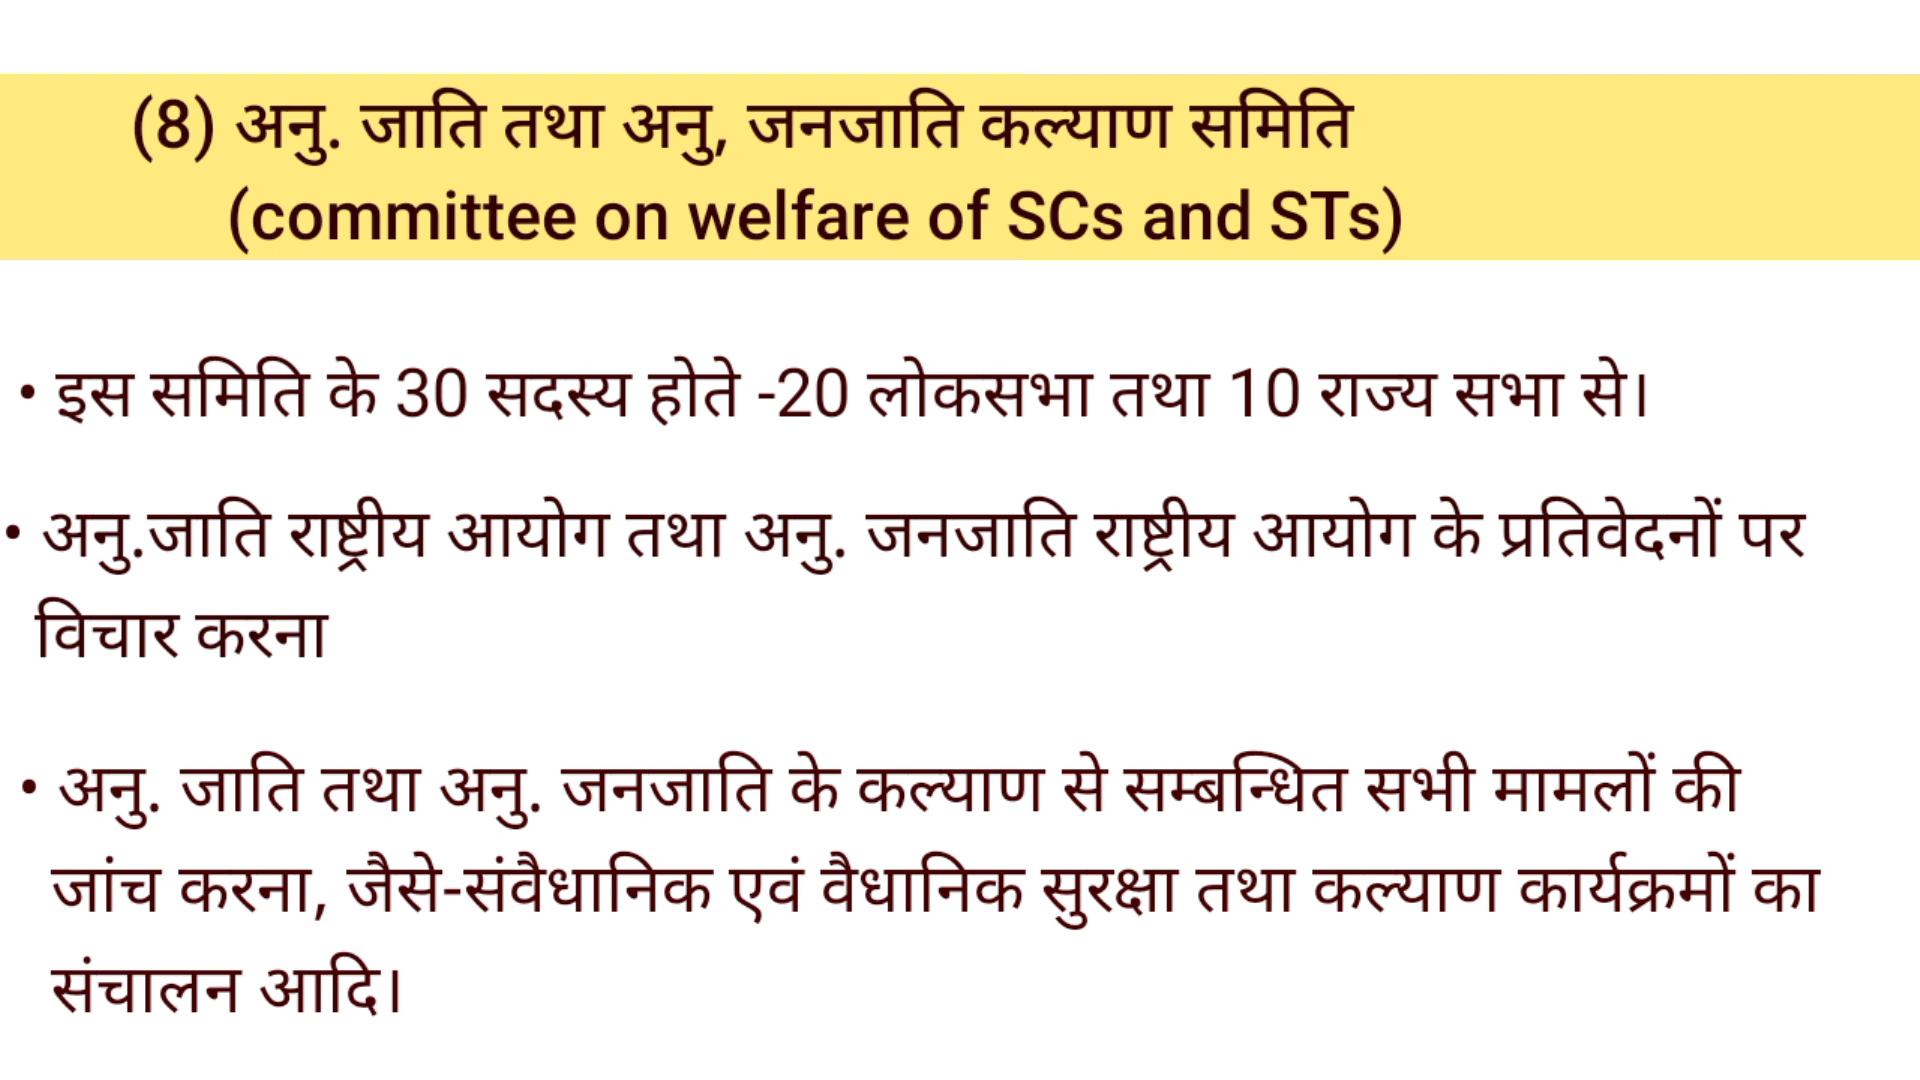 (8) अनु. जाति तथा अनु, जनजाति कल्याण समिति
(committee on welfare of SCs and STs)
• इस समिति के 30 सदस्य होते -20 लोकसभा तथा 10 राज्य सभा से।
• अनु.जाति राष्ट्रीय आयोग तथा अनु. जनजाति राष्ट्रीय आयोग के प्रतिवेदनों पर
विचार करना
• अनु. जाति तथा अनु. जनजाति के कल्याण से सम्बन्धित सभी मामलों की
जांच करना, जैसे-संवैधानिक एवं वैधानिक सुरक्षा तथा कल्याण कार्यक्रमों का
संचालन आदि।